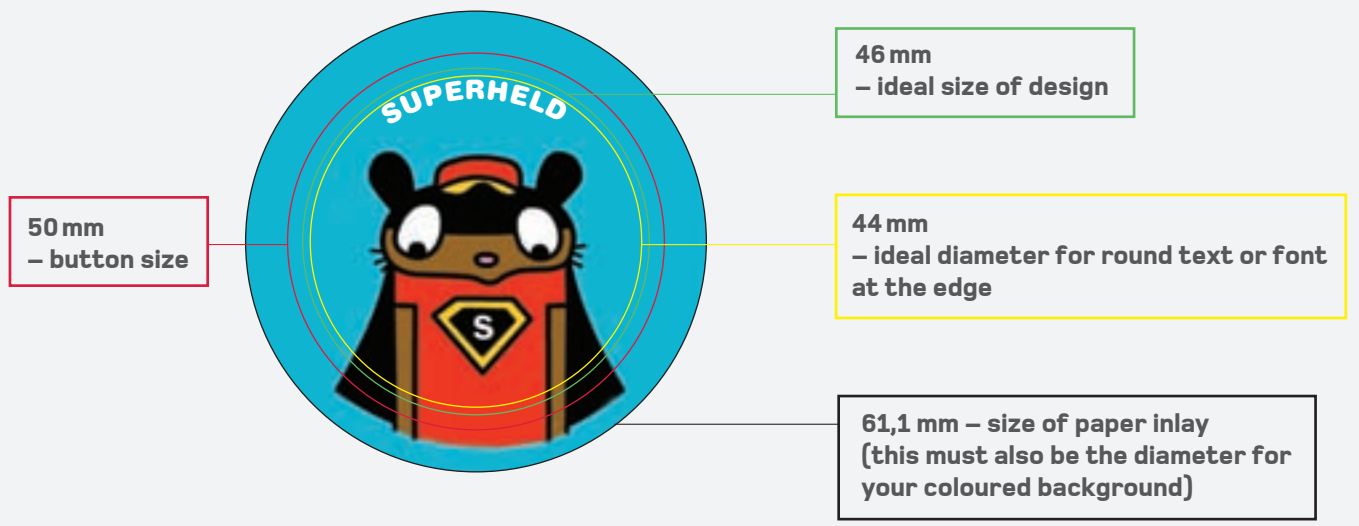 SUPERHELD
S
46 mm
– ideal size of design
50 mm
– button size
44 mm
– ideal diameter for round text or font
at the edge
61,1 mm – size of paper inlay
(this must also be the diameter for
your coloured background)